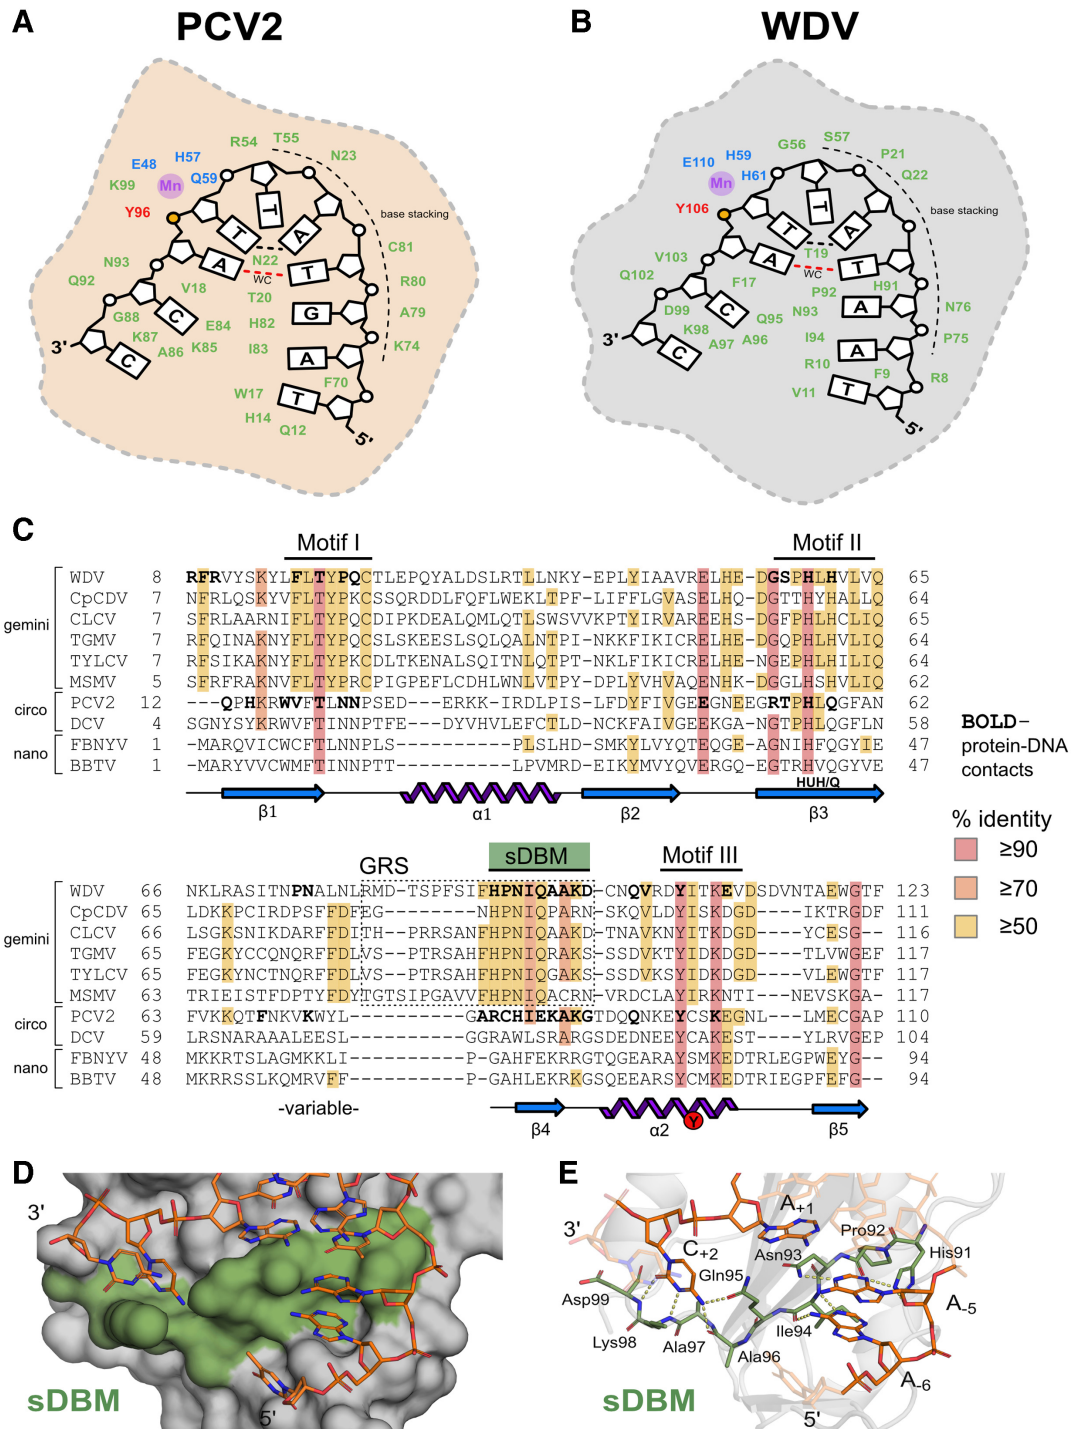 A
PCV2
R54
T55
N23
E48
H57
Q59
K99
Mn
Y96
T
T
A
base stacking
C81
N22
WC
A
T
N93
Q92
V18
T20
R80
G88
C
E84
H82
G
A79
K87
A86
K85
I83
A
K74
3'
C
W17
F70
T
H14
Q12
5'
B
WDV
G56
S57
P21
Q22
E110
H59
H61
Mn
Y106
T
T
A
base stacking
T19
WC
V103
A
T
Q102
F17
P92
H91
D99
C
Q95
N93
A
N76
K98
A97
A96
I94
A
P75
3'
C
R10
F9
R8
V11
T
5'
C
Motif I
Motif II
gemini
WDV 8 RFRVYSKYLFLTYPQCTLEPQYALDSLRTLLNKY-EPLYIAAVRELHE-DGSPHLHVLVQ 65
CpCDV 7 NFRLQSKYVFLTYPKCSSQRDDLFQFLWEKLTPF-LIFFLGVASELHQ-DGTTHYHALLQ 64
CLCV 7 SFRLAARNIFLTYPQCDIPKDEALQMLQTLSWSVVKPTYIRVAREEHS-DGFPHLHCLIQ 65
TGMV 7 RFQINAKNYFLTYPQCSLSKEESLSQLQALNTPI-NKKFIKICRELHE-DGQPHLHVLIQ 64
TYLCV 7 RFSIKAKNYFLTYPKCDLTKENALSQITNLQTPT-NKLFIKICRELHE-NGEPHLHILIQ 64
MSMV 5 SFRFRAKNVFLTYPKCPIGPEFLCDHLWNLVTPY-DPLYVHVAQENHK-DGGLHSHVLIQ 62
circo
PCV2 12 ---QPHKRWVFTLNNPSE----ERKK-IRDLPIS-LFDYFIVGEEGNEEGRTPHLQGFAN 62
DCV 4 SGNYSYKRWVFTINNPTFED---DYVHVLEFCTLD-NCKFAIVGEEKGA-NGTPHLQGFLN 58
nano
FBNYV 1 -MARQVICWCFTLNNPLS----------PLSLHD-SMKYLVYQTEQGE-AGNIHFQGYIE 47
BBTV 1 -MARYVVCWMFTINNPTT----------LPVMRD-EIKYMVYQVERGQ-EGTRHVQGYVE 47
HUH/Q
β1
α1
β2
β3
BOLD–
protein-DNA
contacts
% identity
≥90
≥70
≥50
GRS
sDBM
Motif III
gemini
WDV 66 NKLRASITNPNALNLRMD-TSPFSIFHPNIQAAKD-CNQVRDYITKEVDSDVNTAEWGTF 123
CpCDV 65 LDKKPCIRDPSFFDFEG--------NHPNIQPARN-SKQVLDYISKDGD----IKTRGDF 111
CLCV 66 LSGKSNIKDARFFDITH--PRRSANFHPNIQAAKD-TNAVKNYITKDGD----YCESG-- 116
TGMV 65 FEGKYCCQNQRFFDLVS--PTRSAHFHPNIQRAKS-SSDVKTYIDKDGD----VLEWGTF 117
TYLCV 65 FEGKYNCTNQRFFDLVS--PTRSAHFHPNIQGAKS-SSDVKSYIDKDGD----TLEWGTF 117
MSMV 63 TRIEISTFDPTYFDYTGTSIPGAVVFHPNIQACRN-VRDCLAYIRKNTI---NEVSKGA- 117
circo
PCV2 63 FVKKQTFNKVKWYL----------GARCHIEKAKGTDQQNKEYCSKEGNL---LMECGAP 110
DCV 59 LRSNARAAALEESL----------GGRAWLSRARGSDEDNEEYCAKEST----YLRVGEP 104
nano
FBNYV 48 MKKRTSLAGMKKLI----------P-GAHFEKRRGTQGEARSYSMKEDTRLEGPWEYG-- 94
BBTV 48 MKKRSSLKQMRVFF----------P-GAHLEKRKGSQEEARSYCMKEDTRIEGPFEFG-- 94
-variable-
β4
α2
Y
β5
D
3'
sDBM
5'
E
3'
A+1
C+2
Pro92
Asn93
His91
Gln95
Asp99
A-5
Lys98
Ala97
Ile94
Ala96
A-6
sDBM
5'